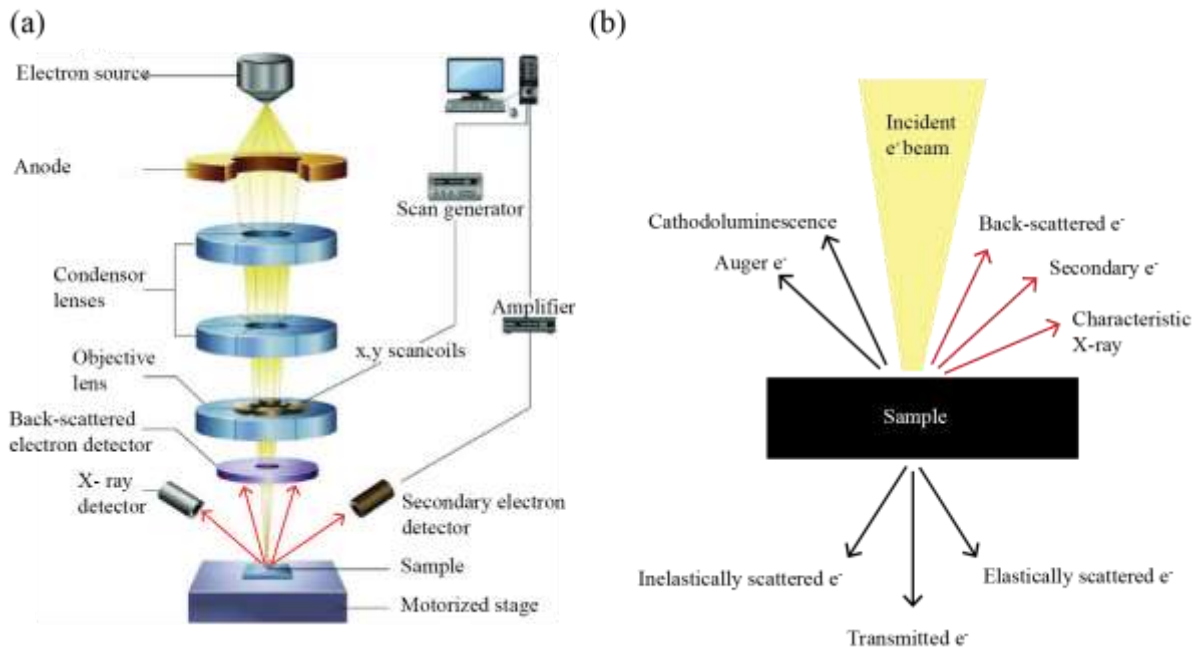 (a)
Electron source
Anode
Scan generator
Condensor
lenses
Amplifier
x,y scancoils
Objective
lens
Back-scattered
electron detector
X- ray
detector
Secondary electron
detector
Sample
Motorized stage
(b)
Incident
e⁻ beam
Cathodoluminescence
Back-scattered e⁻
Auger e⁻
Secondary e⁻
Characteristic
X-ray
Sample
Inelastically scattered e⁻
Elastically scattered e⁻
Transmitted e⁻